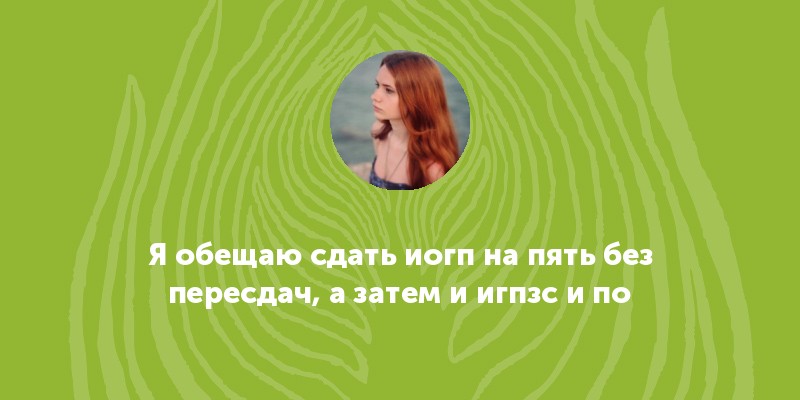 Я обещаю сдать иогп на пять без
пересдач, а затем и игпзс и по